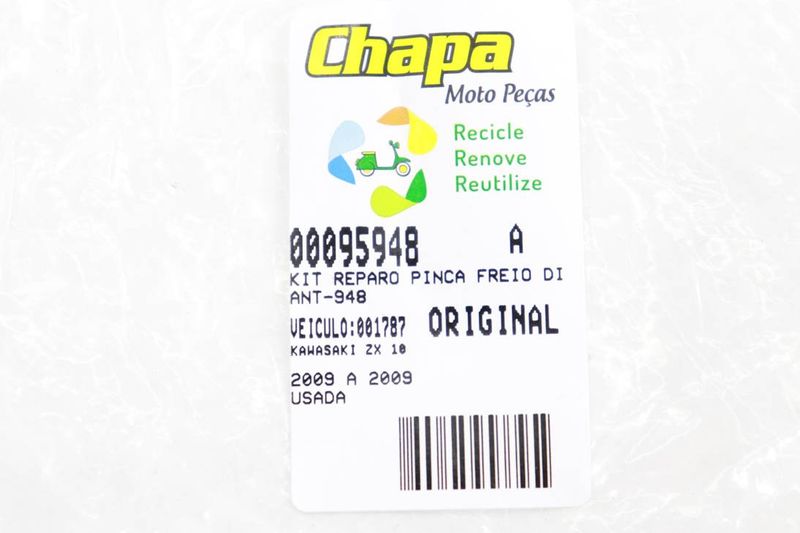 Chapa
Moto Peças
Recicle
Renove
Reutilize
00095948 A
KIT REPARO PINCA FREIO DI
ANT-948
VEICULO:001787 ORIGINAL
KAWASAKI ZX 10
2009 A 2009
USADA